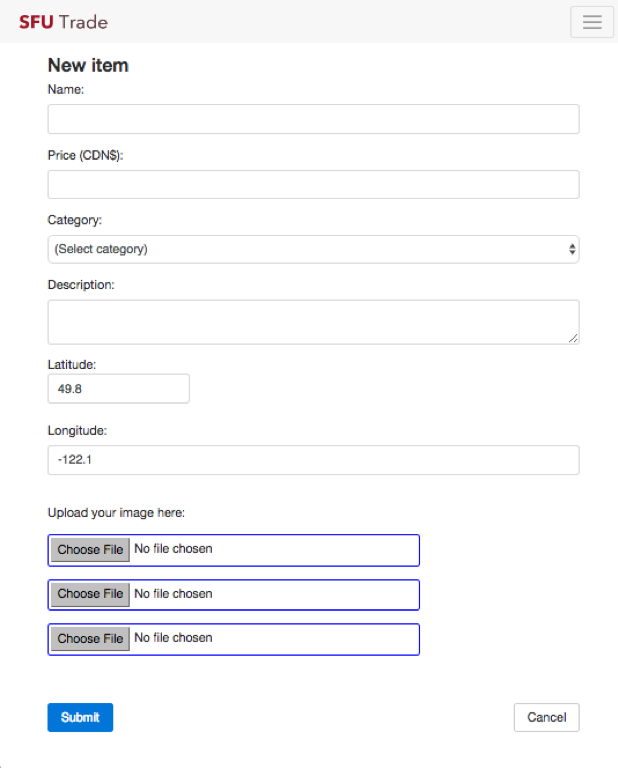 SFU Trade
New item
Name:
Price (CDN$):
Category:
(Select category)
Description:
Latitude:
49.8
Longitude:
-122.1
Upload your image here:
Choose File No file chosen
Choose File No file chosen
Choose File No file chosen
Submit Cancel